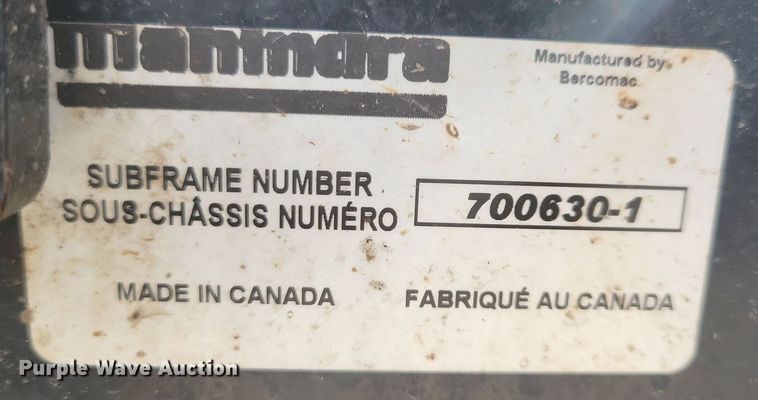 mahindra
Manufactured by
Bercomac
SUBFRAME NUMBER
SOUS-CHÂSSIS NUMÉRO
700630-1
MADE IN CANADA
FABRIQUÉ AU CANADA
Purple Wave Auction